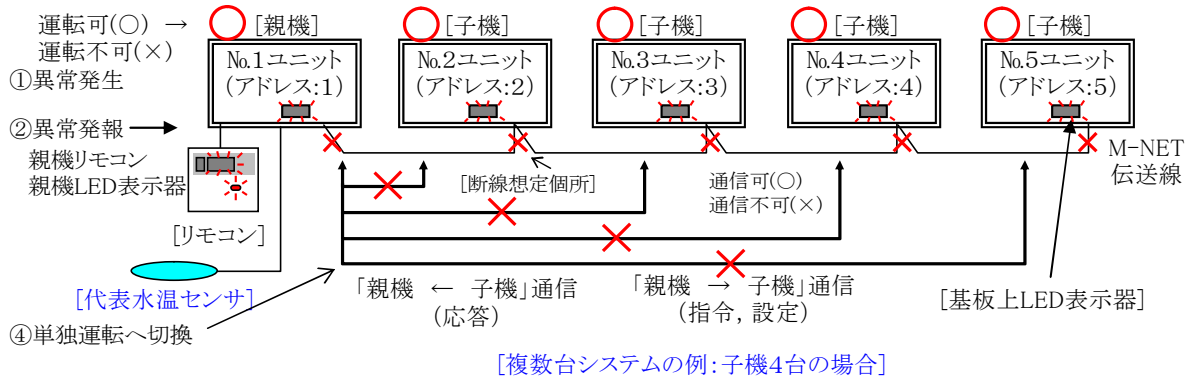 運転可(○) →
運転不可(×)
[親機]
[子機]
[子機]
[子機]
[子機]
①異常発生
№1ユニット
(アドレス:1)
№2ユニット
(アドレス:2)
№3ユニット
(アドレス:3)
№4ユニット
(アドレス:4)
№5ユニット
(アドレス:5)
②異常発報
親機リモコン
親機LED表示器
[リモコン]
[断線想定個所]
通信可(○)
通信不可(×)
M-NET
伝送線
[代表水温センサ]
「親機 ← 子機」通信
(応答)
「親機 → 子機」通信
(指令, 設定)
[基板上LED表示器]
④単独運転へ切換
[複数台システムの例:子機4台の場合]